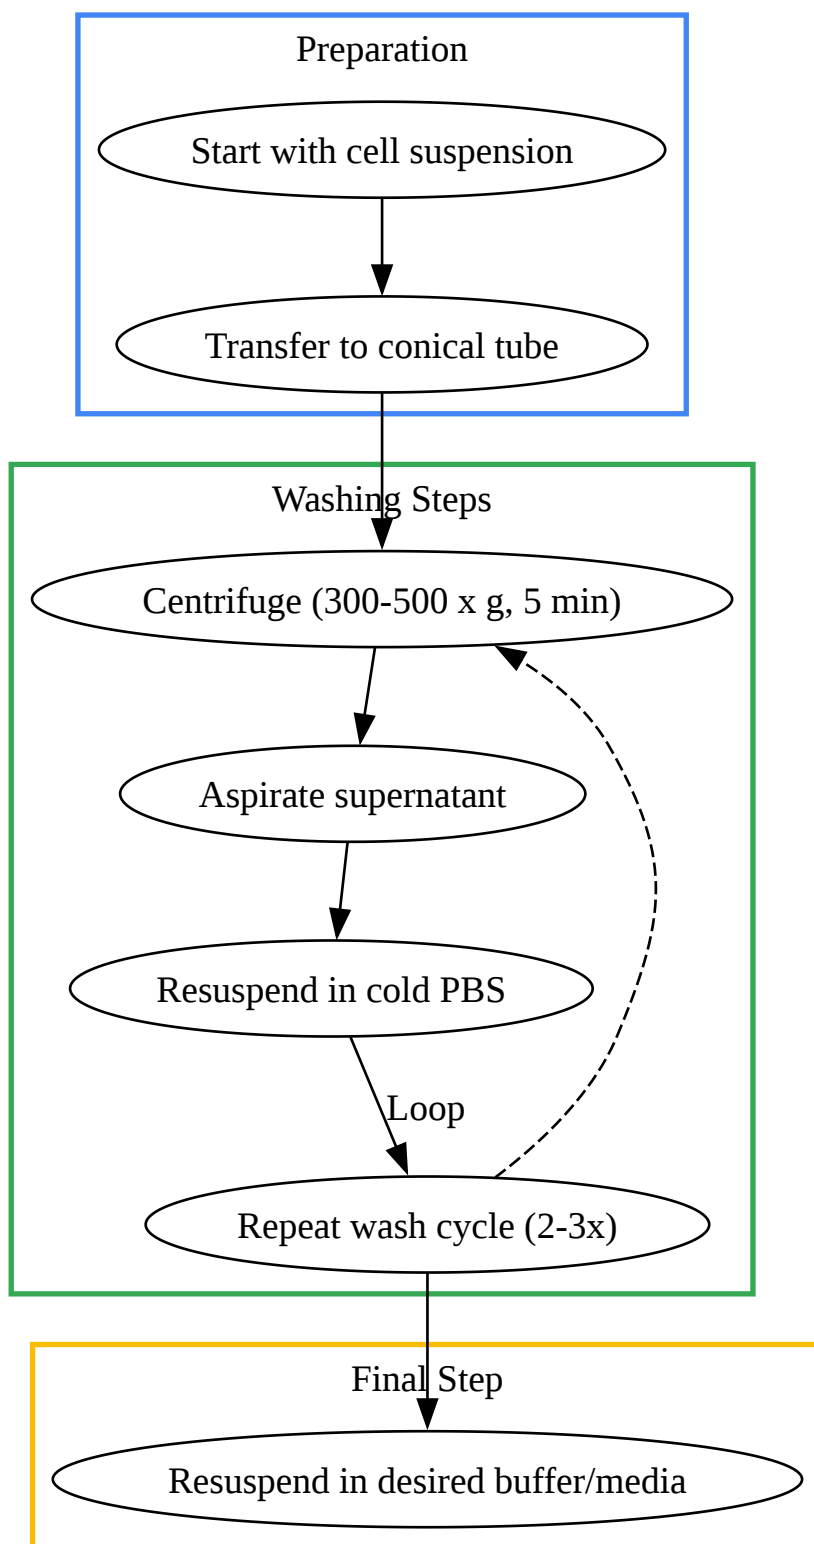 Preparation
Start with cell suspension
Transfer to conical tube
Washing Steps
Centrifuge (300-500 x g, 5 min)
Aspirate supernatant
Resuspend in cold PBS
Loop
Repeat wash cycle (2-3x)
Final Step
Resuspend in desired buffer/media